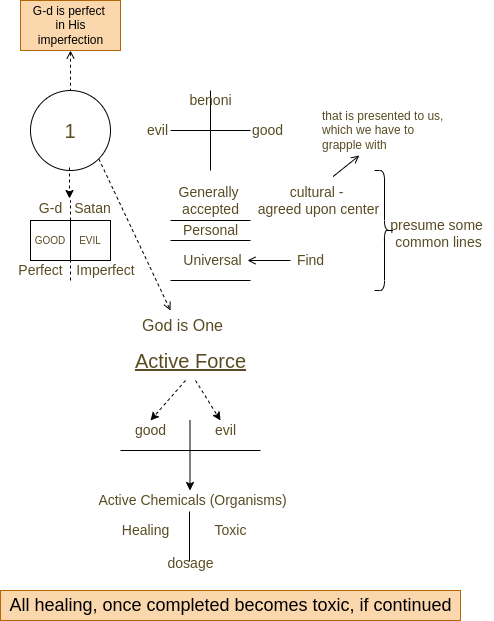 G-d is perfect
in His
imperfection
1
benoni
evil
good
that is presented to us,
which we have to
grapple with
G-d
Satan
GOOD
EVIL
Perfect
Imperfect
Generally
accepted
cultural -
agreed upon center
Personal
presume some
common lines
Universal
Find
God is One
Active Force
good
evil
Active Chemicals (Organisms)
Healing
Toxic
dosage
All healing, once completed becomes toxic, if continued